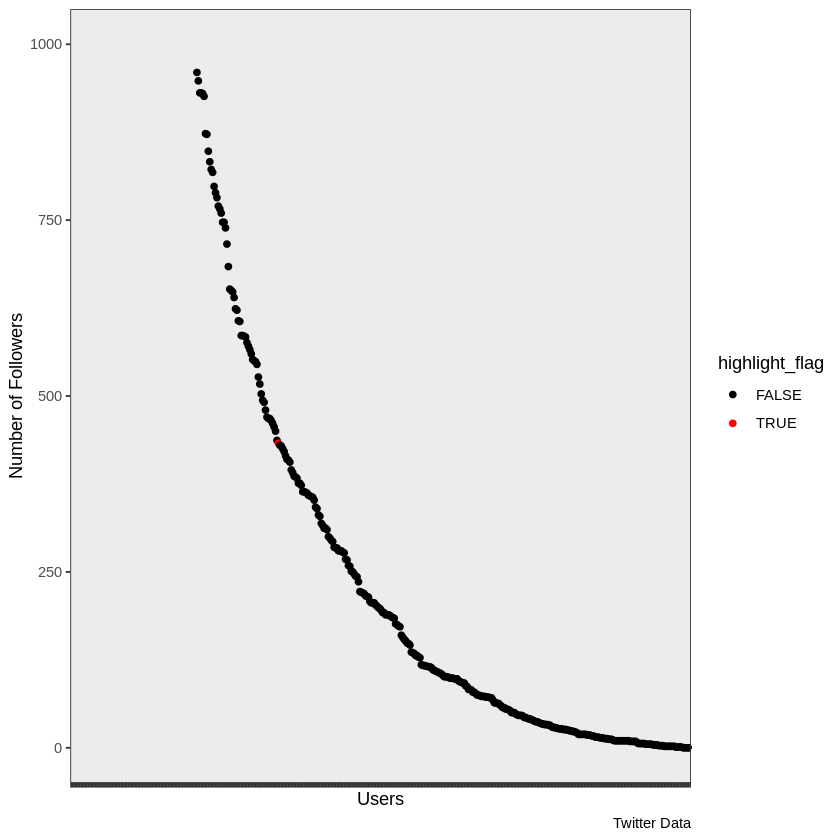 1000
750
500
250
0
Number of Followers
Users
Twitter Data
highlight_flag
FALSE
TRUE